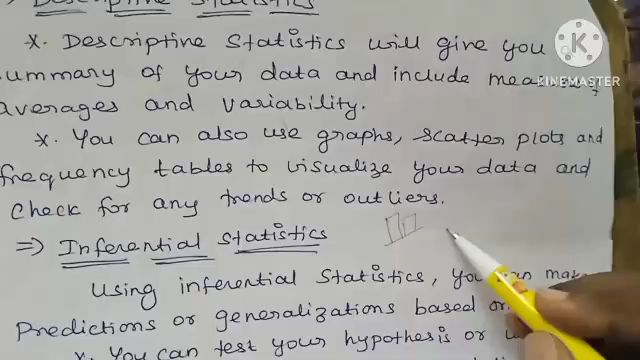 Descriptive Statistics
x. Descriptive Statistics will give you a
summary of your data and include
averages and variability.
x. You can also use graphs, scatter plots and
frequency tables to visualize your data and
check for any trends or outliers.
⇒ Inferential Statistics
Using inferential Statistics, you can make
Predictions or generalizations based on
x. You can test your hypothesis or
KINEMASTER